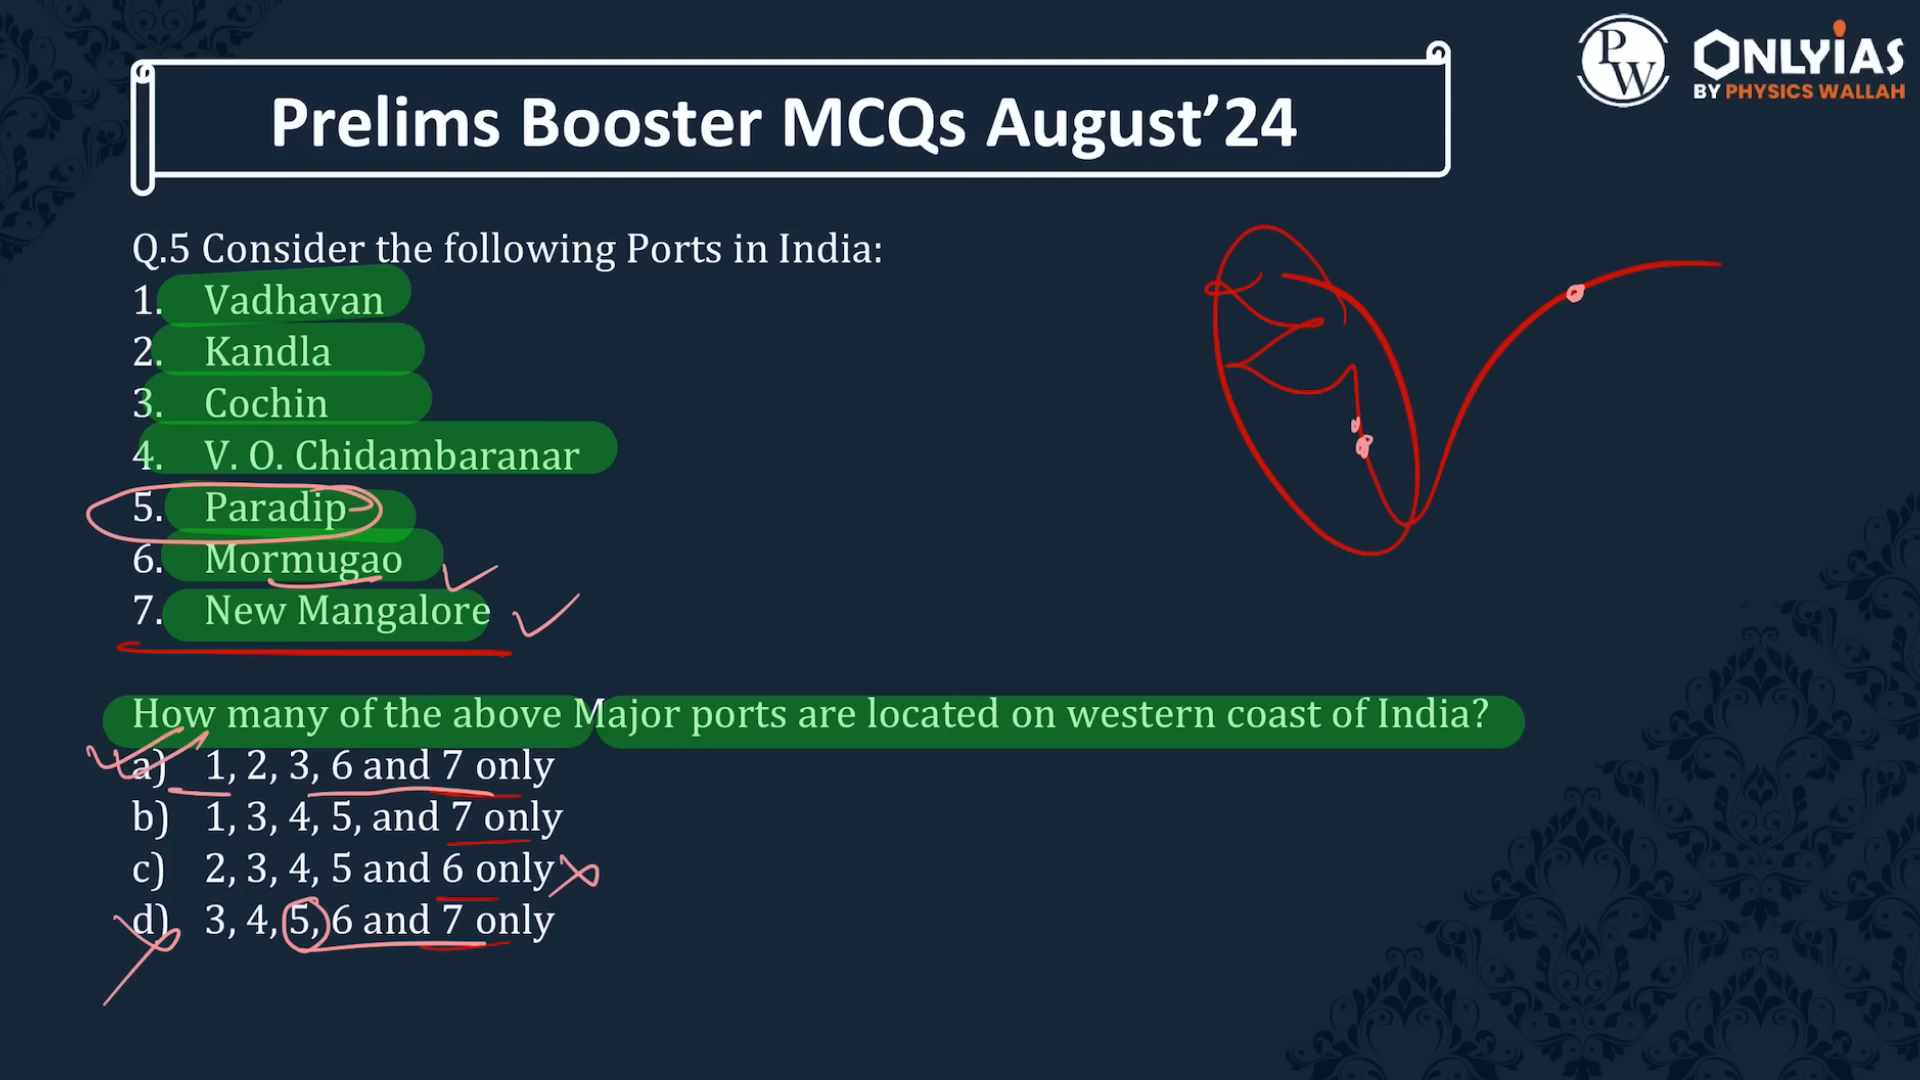 PW
ONLYIAS
BY PHYSICS WALLAH
Prelims Booster MCQs August’24
Q.5 Consider the following Ports in India:
1. Vadhavan
2. Kandla
3. Cochin
4. V. O. Chidambaranar
5. Paradip
6. Mormugao
7. New Mangalore
How many of the above Major ports are located on western coast of India?
a) 1, 2, 3, 6 and 7 only
b) 1, 3, 4, 5, and 7 only
c) 2, 3, 4, 5 and 6 only
d) 3, 4, 5, 6 and 7 only